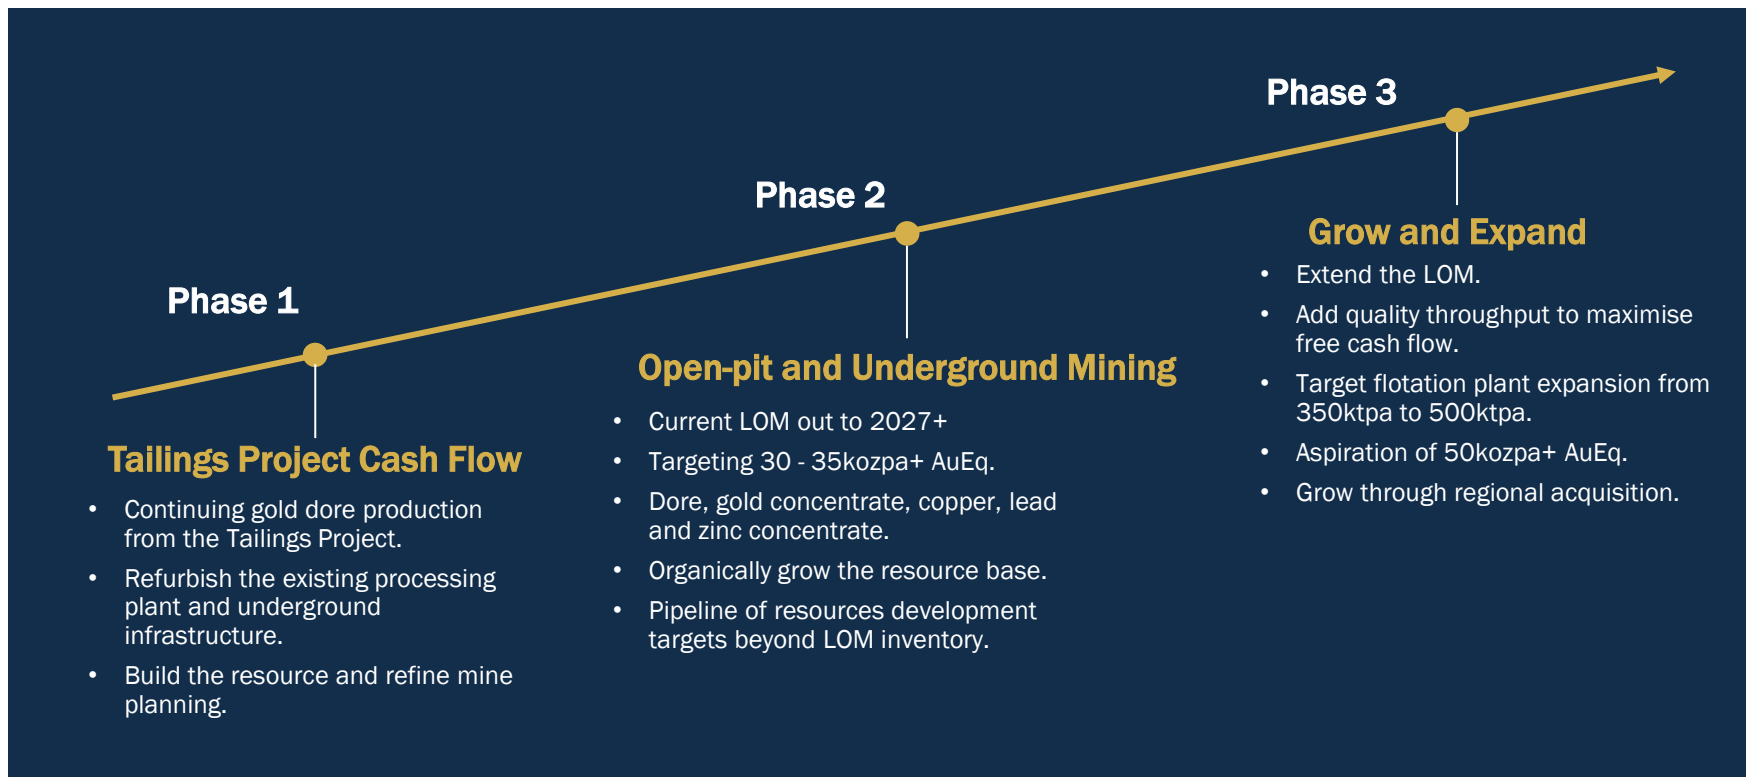 Phase 1
Tailings Project Cash Flow
• Continuing gold dore production
from the Tailings Project.
• Refurbish the existing processing
plant and underground
infrastructure.
• Build the resource and refine mine
planning.
Phase 2
Open-pit and Underground Mining
• Current LOM out to 2027+
• Targeting 30 - 35kozpa+ AuEq.
• Dore, gold concentrate, copper, lead
and zinc concentrate.
• Organically grow the resource base.
• Pipeline of resources development
targets beyond LOM inventory.
Phase 3
Grow and Expand
• Extend the LOM.
• Add quality throughput to maximise
free cash flow.
• Target flotation plant expansion from
350ktpa to 500ktpa.
• Aspiration of 50kozpa+ AuEq.
• Grow through regional acquisition.